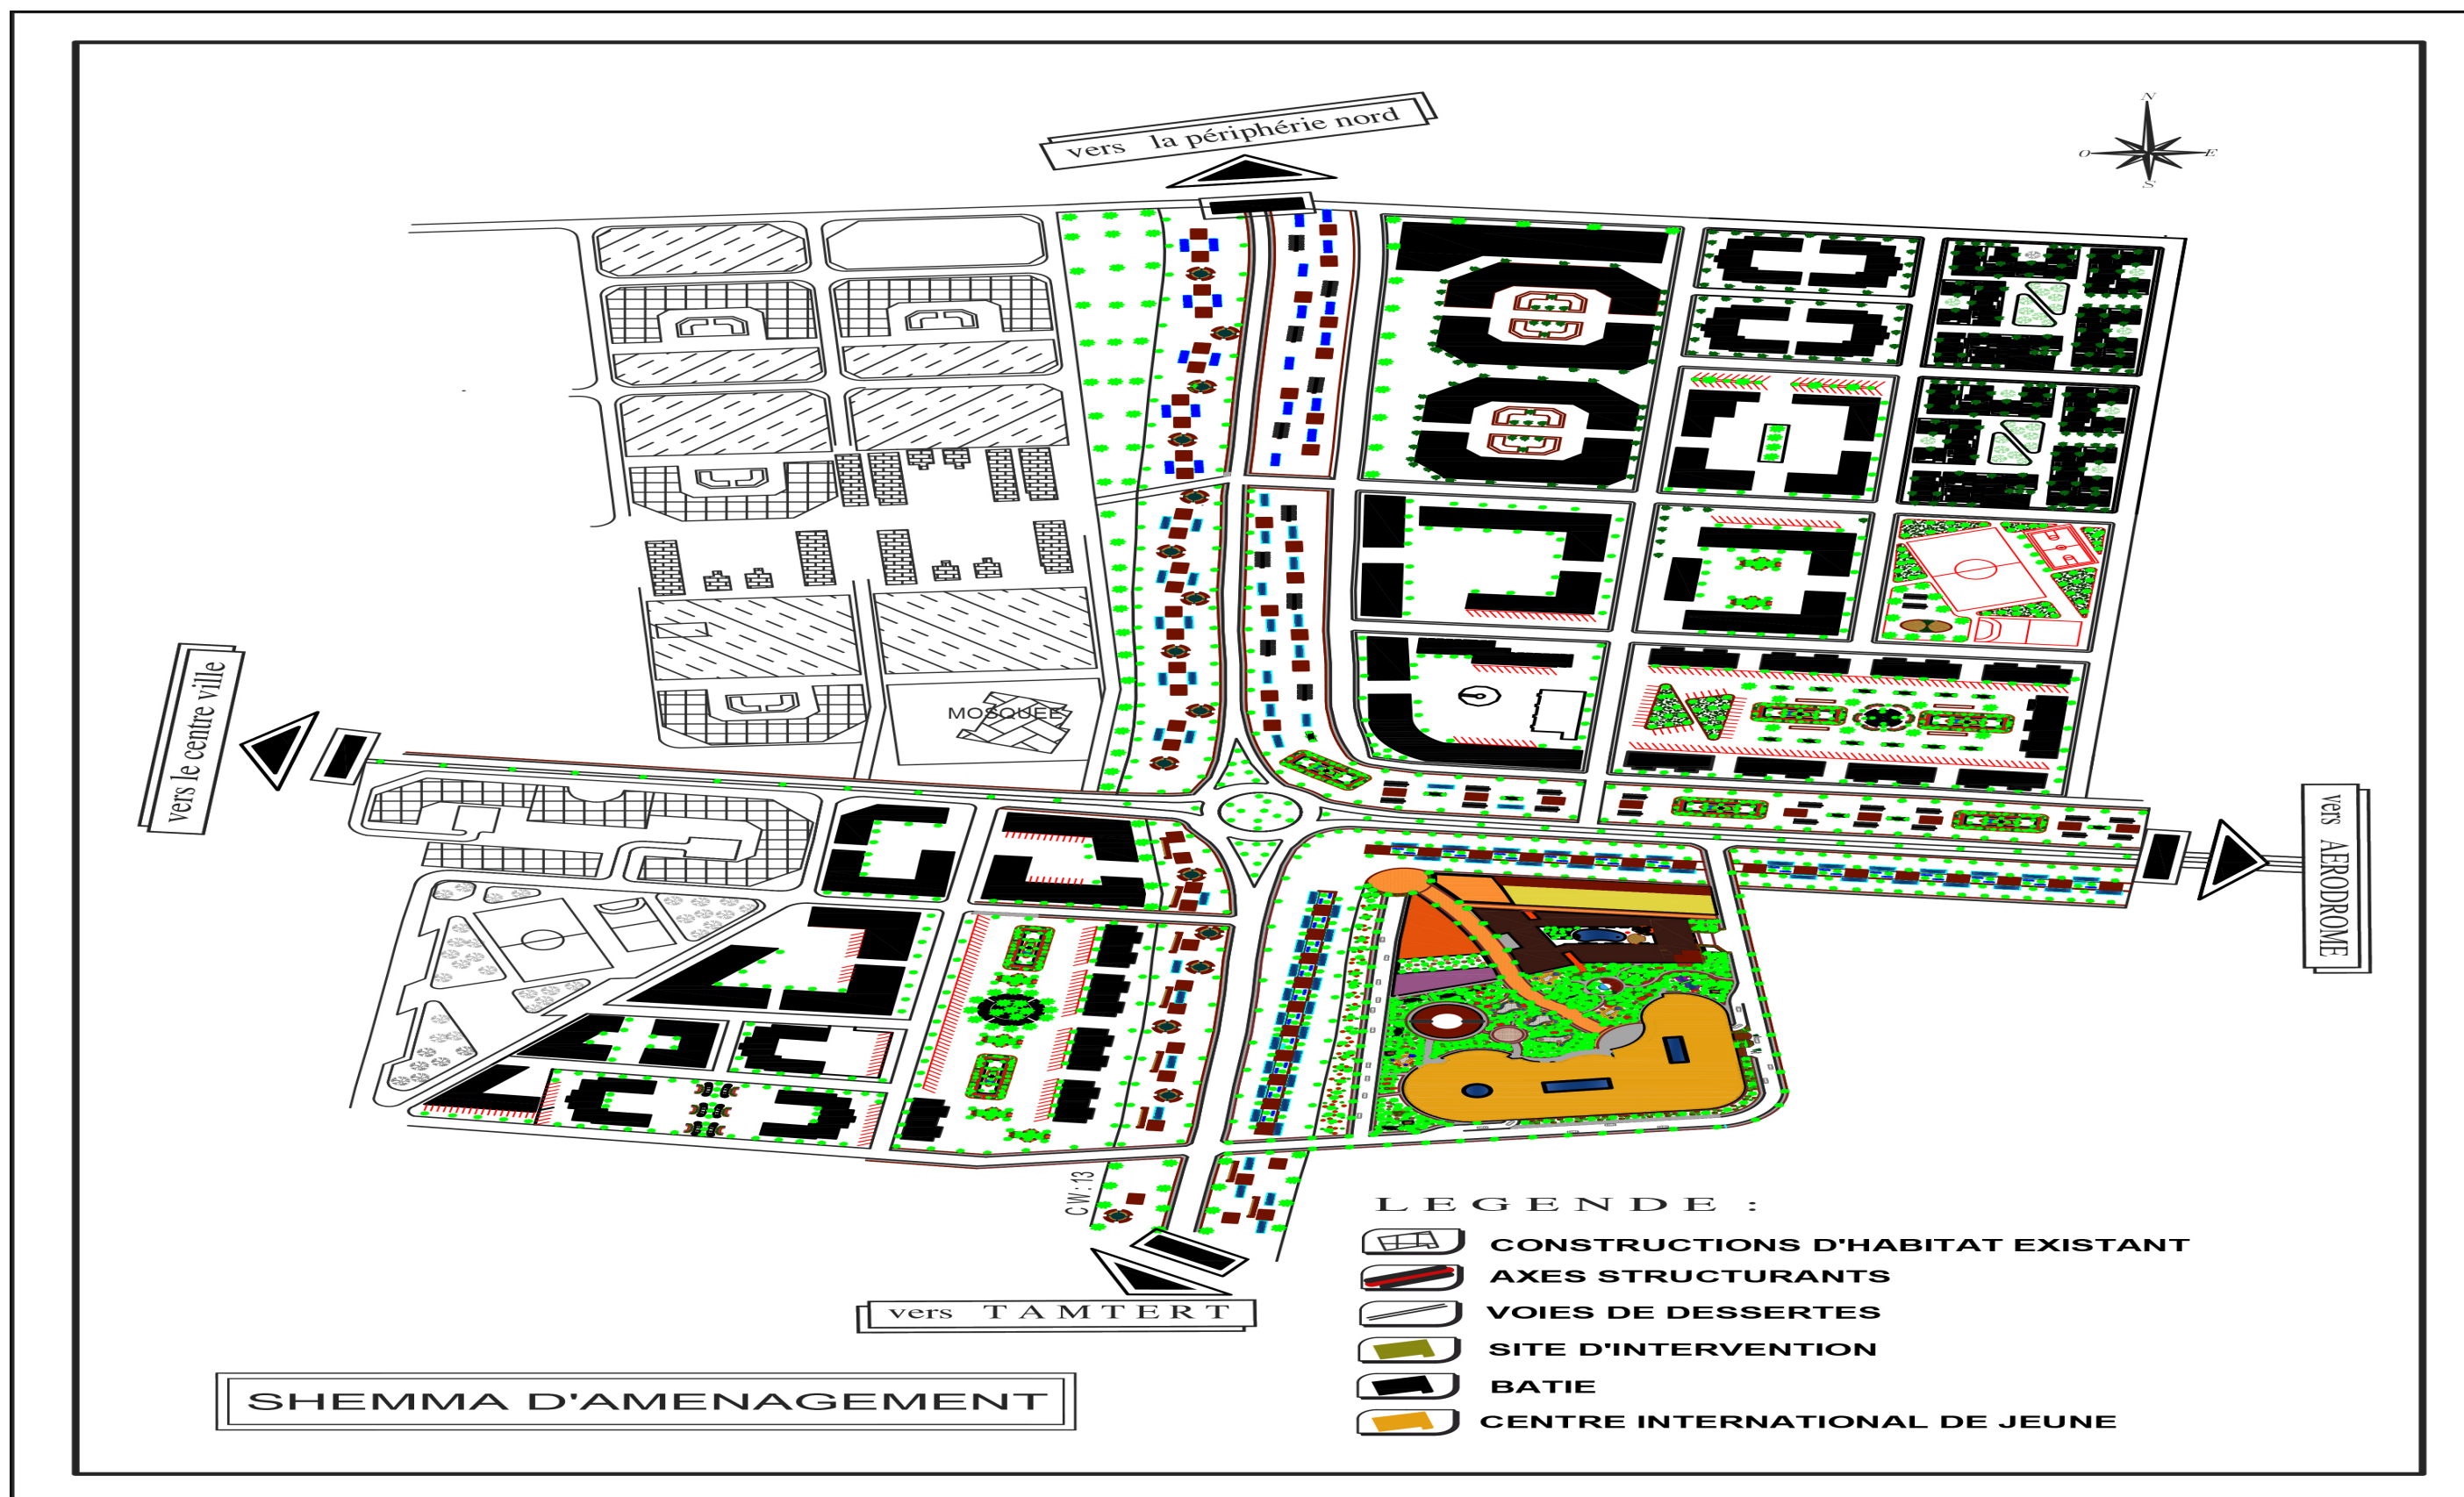 vers la périphérie nord
N
O E
S
vers le centre ville
MOSQUEE
vers AERODROME
CW:13
vers TAMTERT
LEGENDE :
CONSTRUCTIONS D'HABITAT EXISTANT
AXES STRUCTURANTS
VOIES DE DESSERTES
SITE D'INTERVENTION
BATIE
CENTRE INTERNATIONAL DE JEUNE
SHEMMA D'AMENAGEMENT